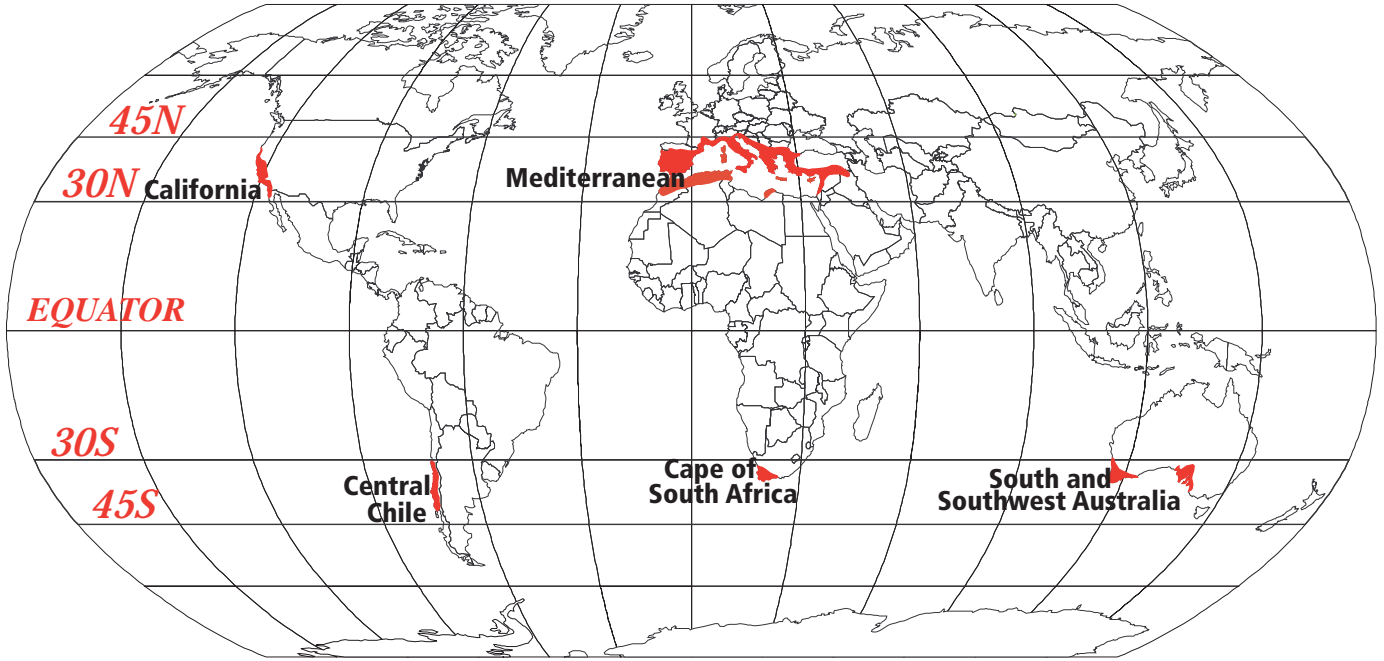 45N
30N
California
Mediterranean
EQUATOR
30S
45S
Central
Chile
Cape of
South Africa
South and
Southwest Australia